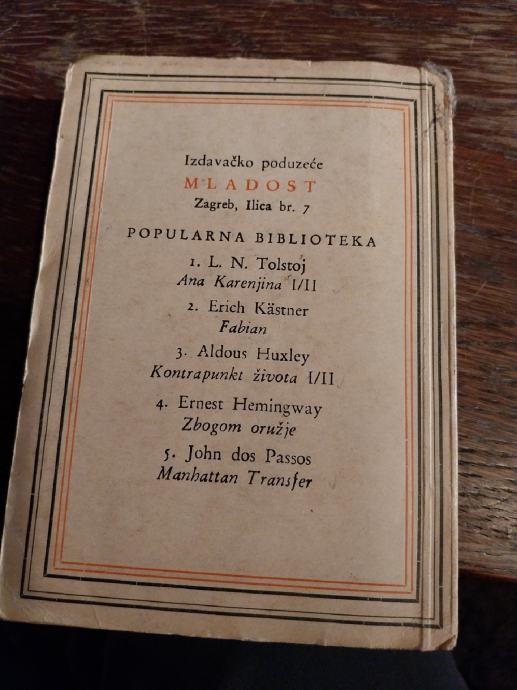 Izdavačko poduzeće
MLADOST
Zagreb, Ilica br. 7
POPULARNA BIBLIOTEKA
1. L. N. Tolstoj
Ana Karenjina I/II
2. Erich Kästner
Fabian
3. Aldous Huxley
Kontrapunkt života I/II
4. Ernest Hemingway
Zbogom oružje
5. John dos Passos
Manhattan Transfer